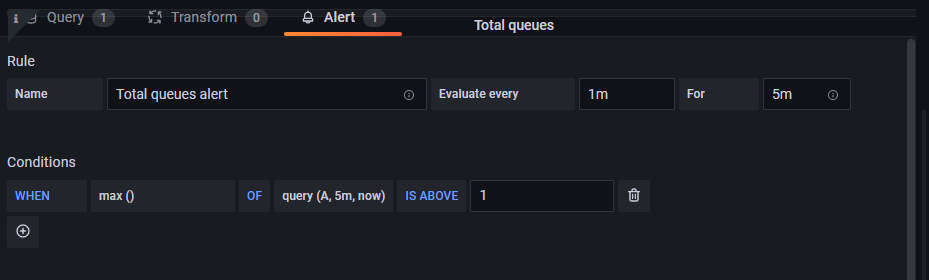 Query 1 Transform 0 Alert 1
Total queues
Rule
Name Total queues alert Evaluate every 1m For 5m
Conditions
WHEN max () OF query (A, 5m, now) IS ABOVE 1